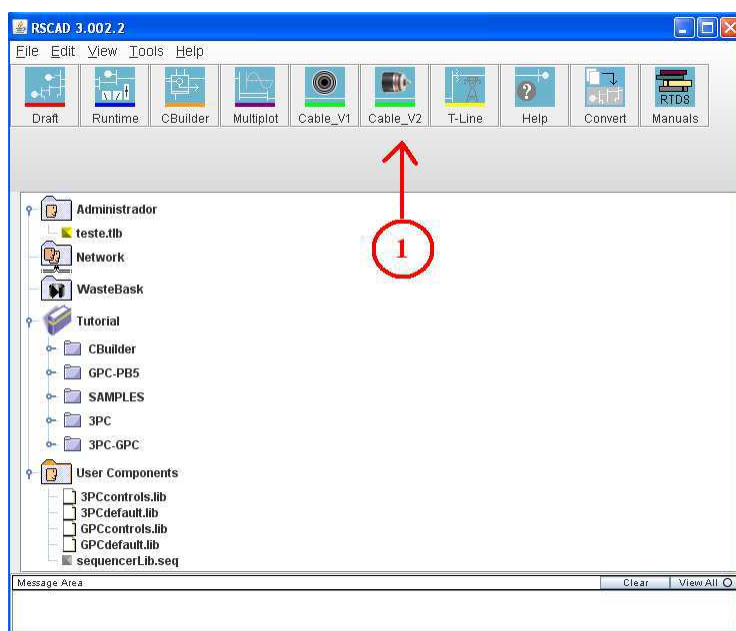 RSCAD 3.002.2
File Edit View Tools Help
RTDS
Draft Runtime CBuilder Multiplot Cable_V1 Cable_V2 T-Line Help Convert Manuals
1
Administrador
teste.tlb
Network
WasteBask
Tutorial
CBuilder
GPC-PB5
SAMPLES
3PC
3PC-GPC
User Components
3PCcontrols.lib
3PCdefault.lib
GPCcontrols.lib
GPCdefault.lib
sequencerLib.seq
Message Area Clear View All